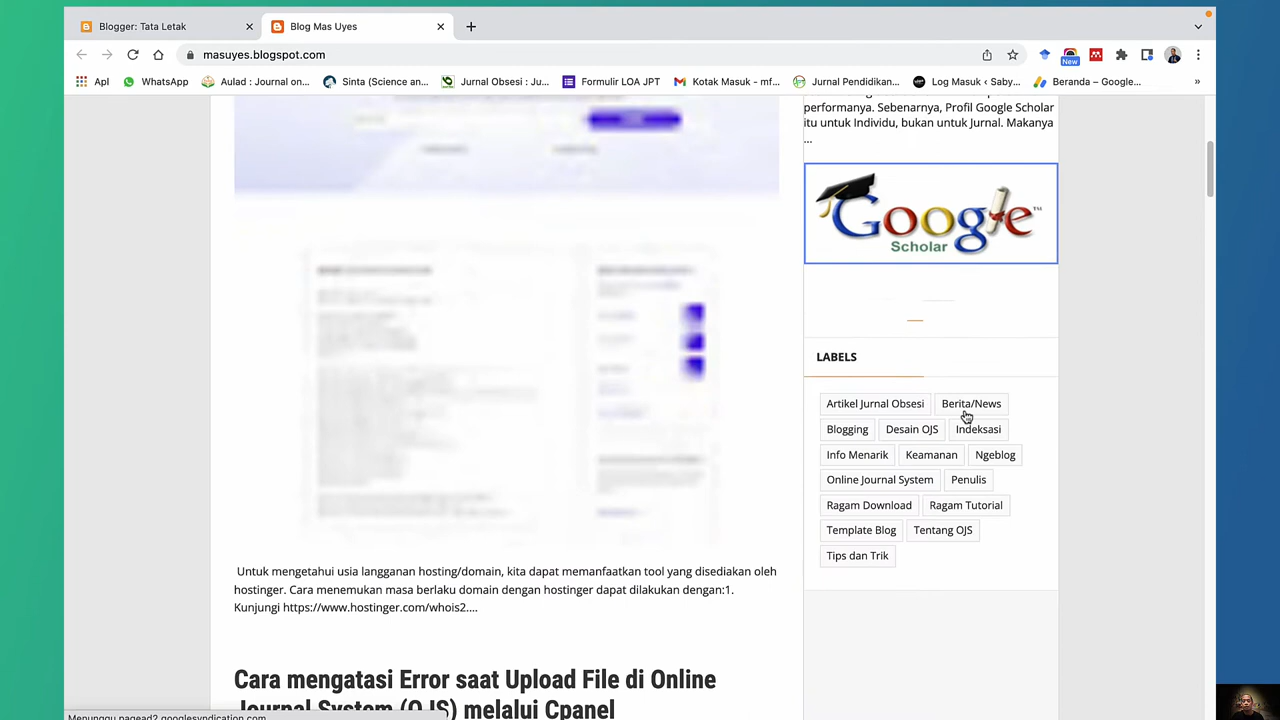 Blogger: Tata Letak
Blog Mas Uyes
masuyes.blogspot.com
New
Apl
WhatsApp
Aulad : Journal on...
Sinta (Science an...
Jurnal Obsesi : Ju...
Formulir LOA JPT
Kotak Masuk - mf...
Jurnal Pendidikan...
Log Masuk ‹ Saby...
Beranda – Google...
»
performanya. Sebenarnya, Profil Google Scholar
itu untuk Individu, bukan untuk Jurnal. Makanya
...
Google™
Scholar
LABELS
Artikel Jurnal Obsesi Berita/News
Blogging Desain OJS Indeksasi
Info Menarik Keamanan Ngeblog
Online Journal System Penulis
Ragam Download Ragam Tutorial
Template Blog Tentang OJS
Tips dan Trik
Untuk mengetahui usia langganan hosting/domain, kita dapat memanfaatkan tool yang disediakan oleh
hostinger. Cara menemukan masa berlaku domain dengan hostinger dapat dilakukan dengan:1.
Kunjungi https://www.hostinger.com/whois2....
Cara mengatasi Error saat Upload File di Online
Journal System (OJS) melalui Cpanel
Menunggu pagead2.googlesyndication.com